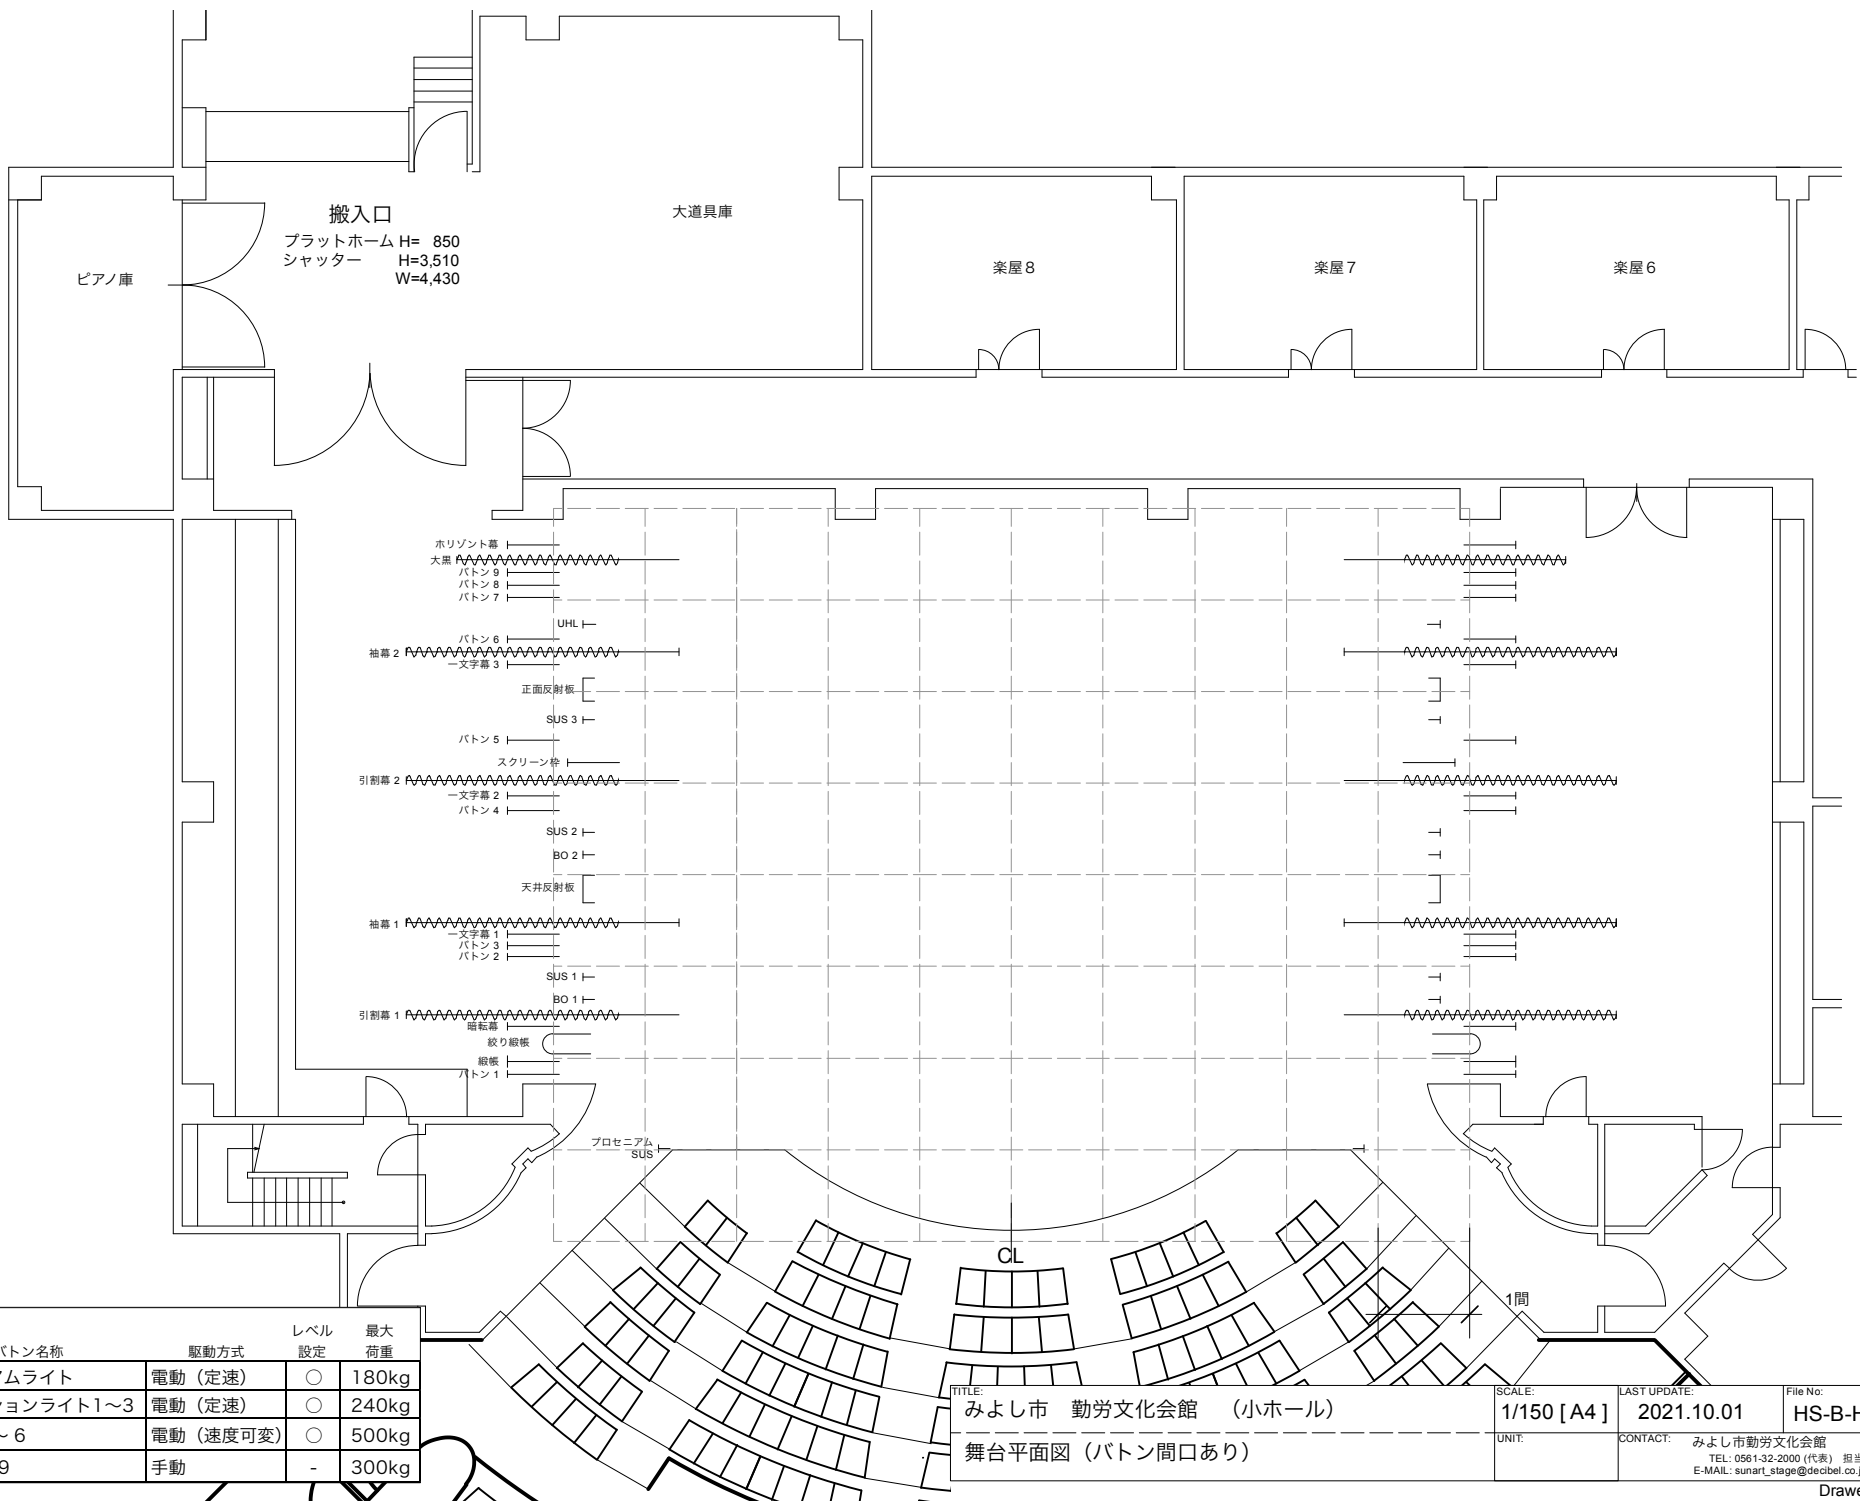 搬入口
プラットホーム H= 850
シャッター H=3,510
W=4,430
大道具庫
ピアノ庫
楽屋8
楽屋7
楽屋6
ホリゾント幕
大黒
バトン 9
バトン 8
バトン 7
UHL
バトン 6
袖幕 2
一文字幕 3
正面反射板
SUS 3
バトン 5
スクリーン枠
引割幕 2
一文字幕 2
バトン 4
SUS 2
BO 2
天井反射板
袖幕 1
一文字幕 1
バトン 3
バトン 2
SUS 1
BO 1
引割幕 1
暗転幕
絞り緞帳
緞帳
バトン 1
プロセニアム
SUS
CL
1間
バトン名称 駆動方式 レベル設定 最大荷重
ムライト 電動（定速） ○ 180kg
ションライト1〜3 電動（定速） ○ 240kg
〜6 電動（速度可変） ○ 500kg
9 手動 - 300kg
TITLE:
みよし市 勤労文化会館 （小ホール）
舞台平面図（バトン間口あり）
SCALE:
1/150 [ A4 ]
UNIT:
LAST UPDATE:
2021.10.01
File No:
HS-B-H
CONTACT: みよし市勤労文化会館
TEL: 0561-32-2000 (代表) 担当
E-MAIL: sunart_stage@decibel.co.j
Drawe